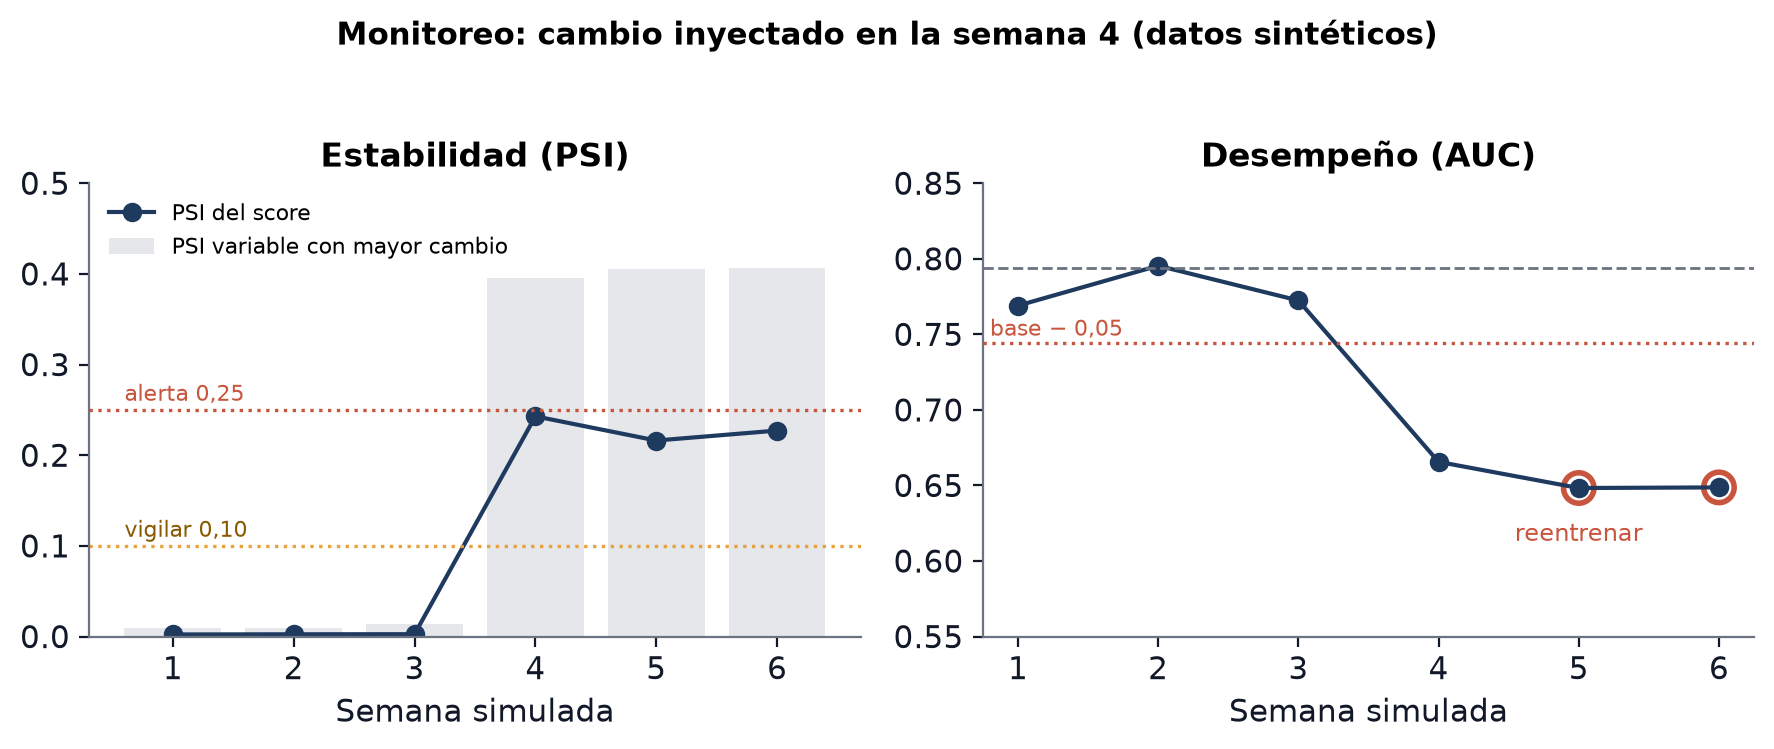 Monitoreo: cambio inyectado en la semana 4 (datos sintéticos)
Estabilidad (PSI)
0.5
0.4
0.3
0.2
0.1
0.0
PSI del score
PSI variable con mayor cambio
alerta 0,25
vigilar 0,10
1 2 3 4 5 6
Semana simulada
Desempeño (AUC)
0.85
0.80
0.75
0.70
0.65
0.60
0.55
base − 0,05
reentrenar
1 2 3 4 5 6
Semana simulada